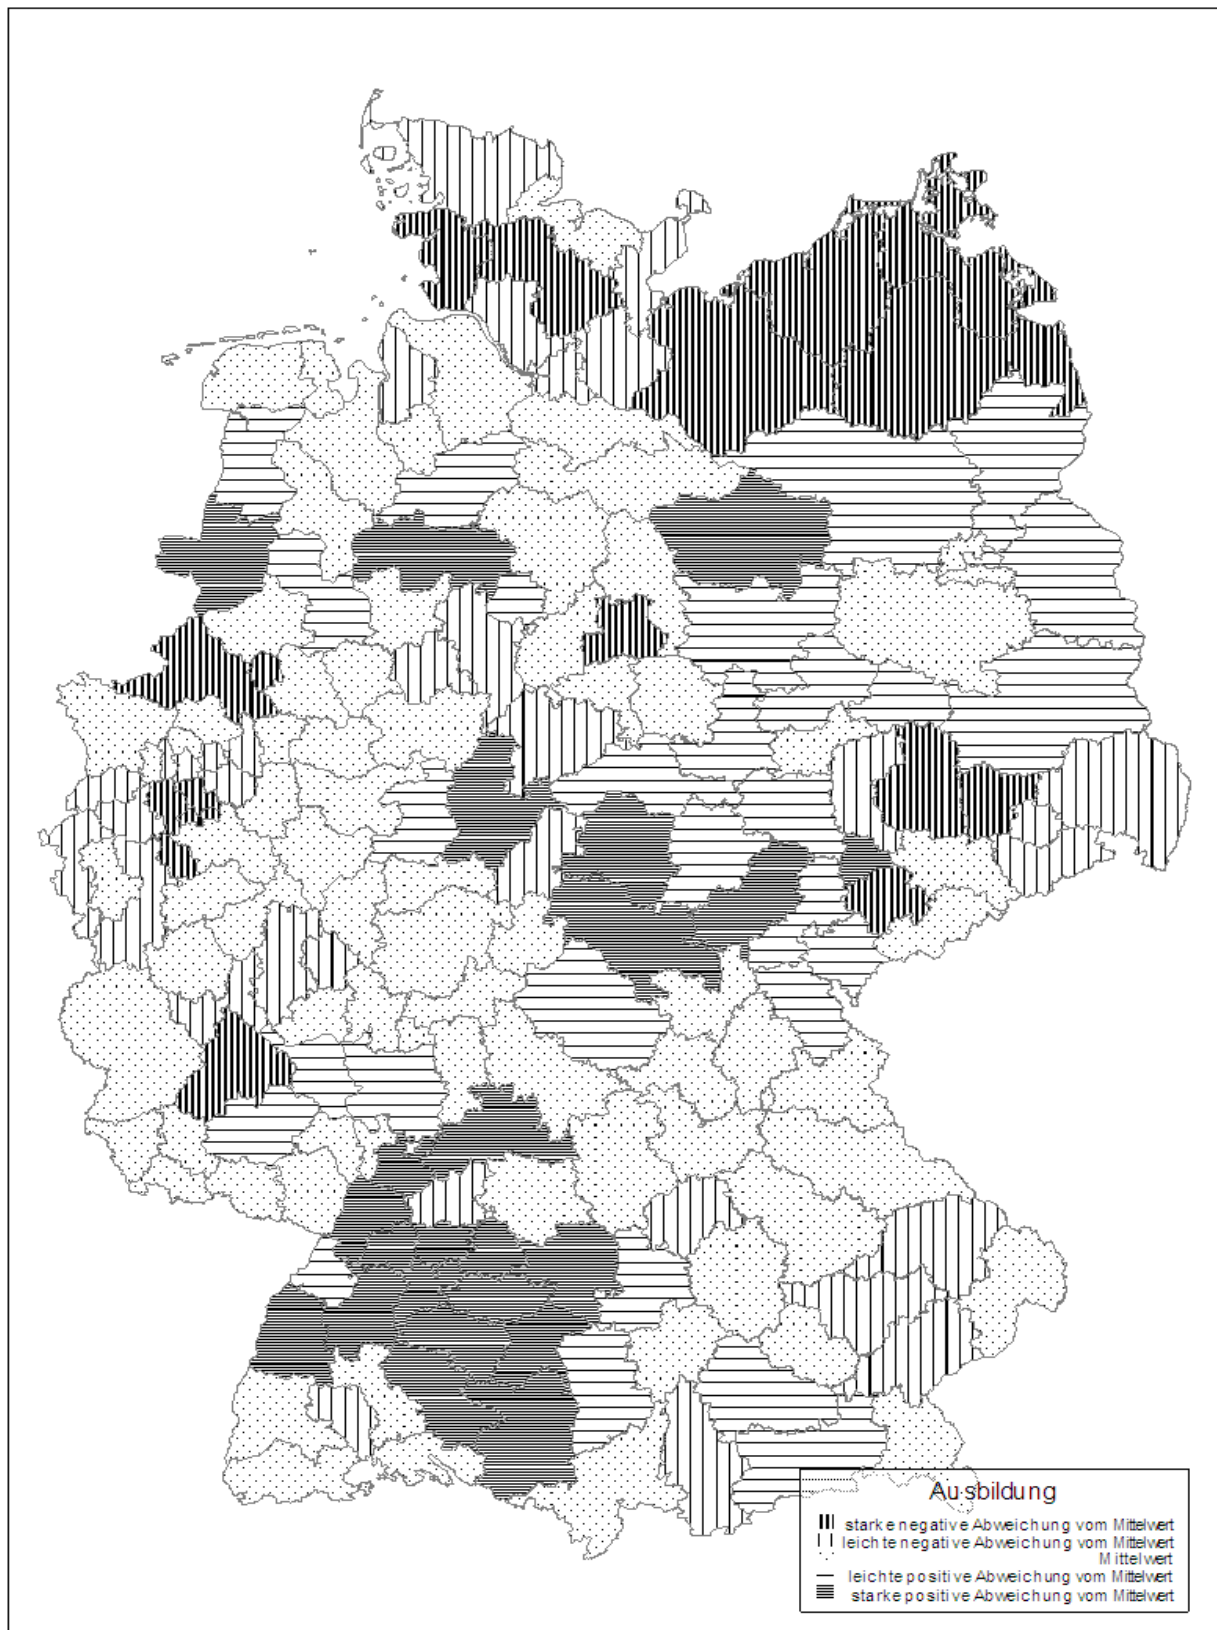 Ausbildung
starke negative Abweichung vom Mittelwert
leichte negative Abweichung vom Mittelwert
Mittelwert
leichte positive Abweichung vom Mittelwert
starke positive Abweichung vom Mittelwert